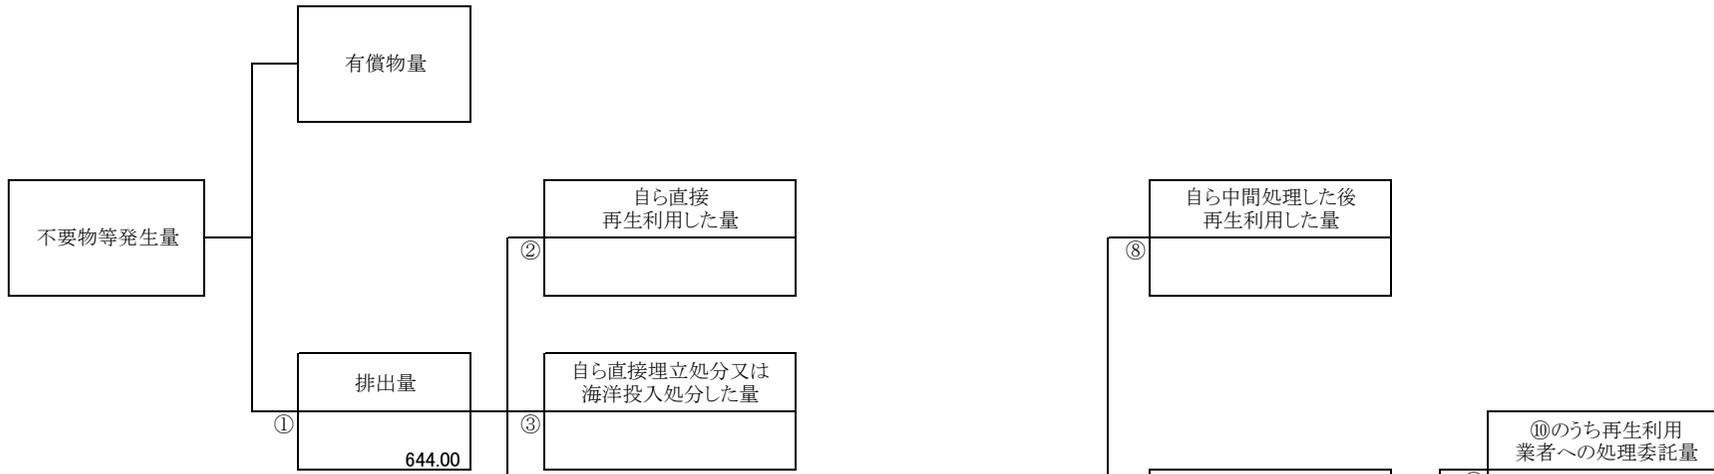 有償物量
不要物等発生量
自ら直接
再生利用した量
②
自ら中間処理した後
再生利用した量
⑧
排出量
①
644.00
自ら直接埋立処分又は
海洋投入処分した量
③
⑩のうち再生利用
業者への処理委託量